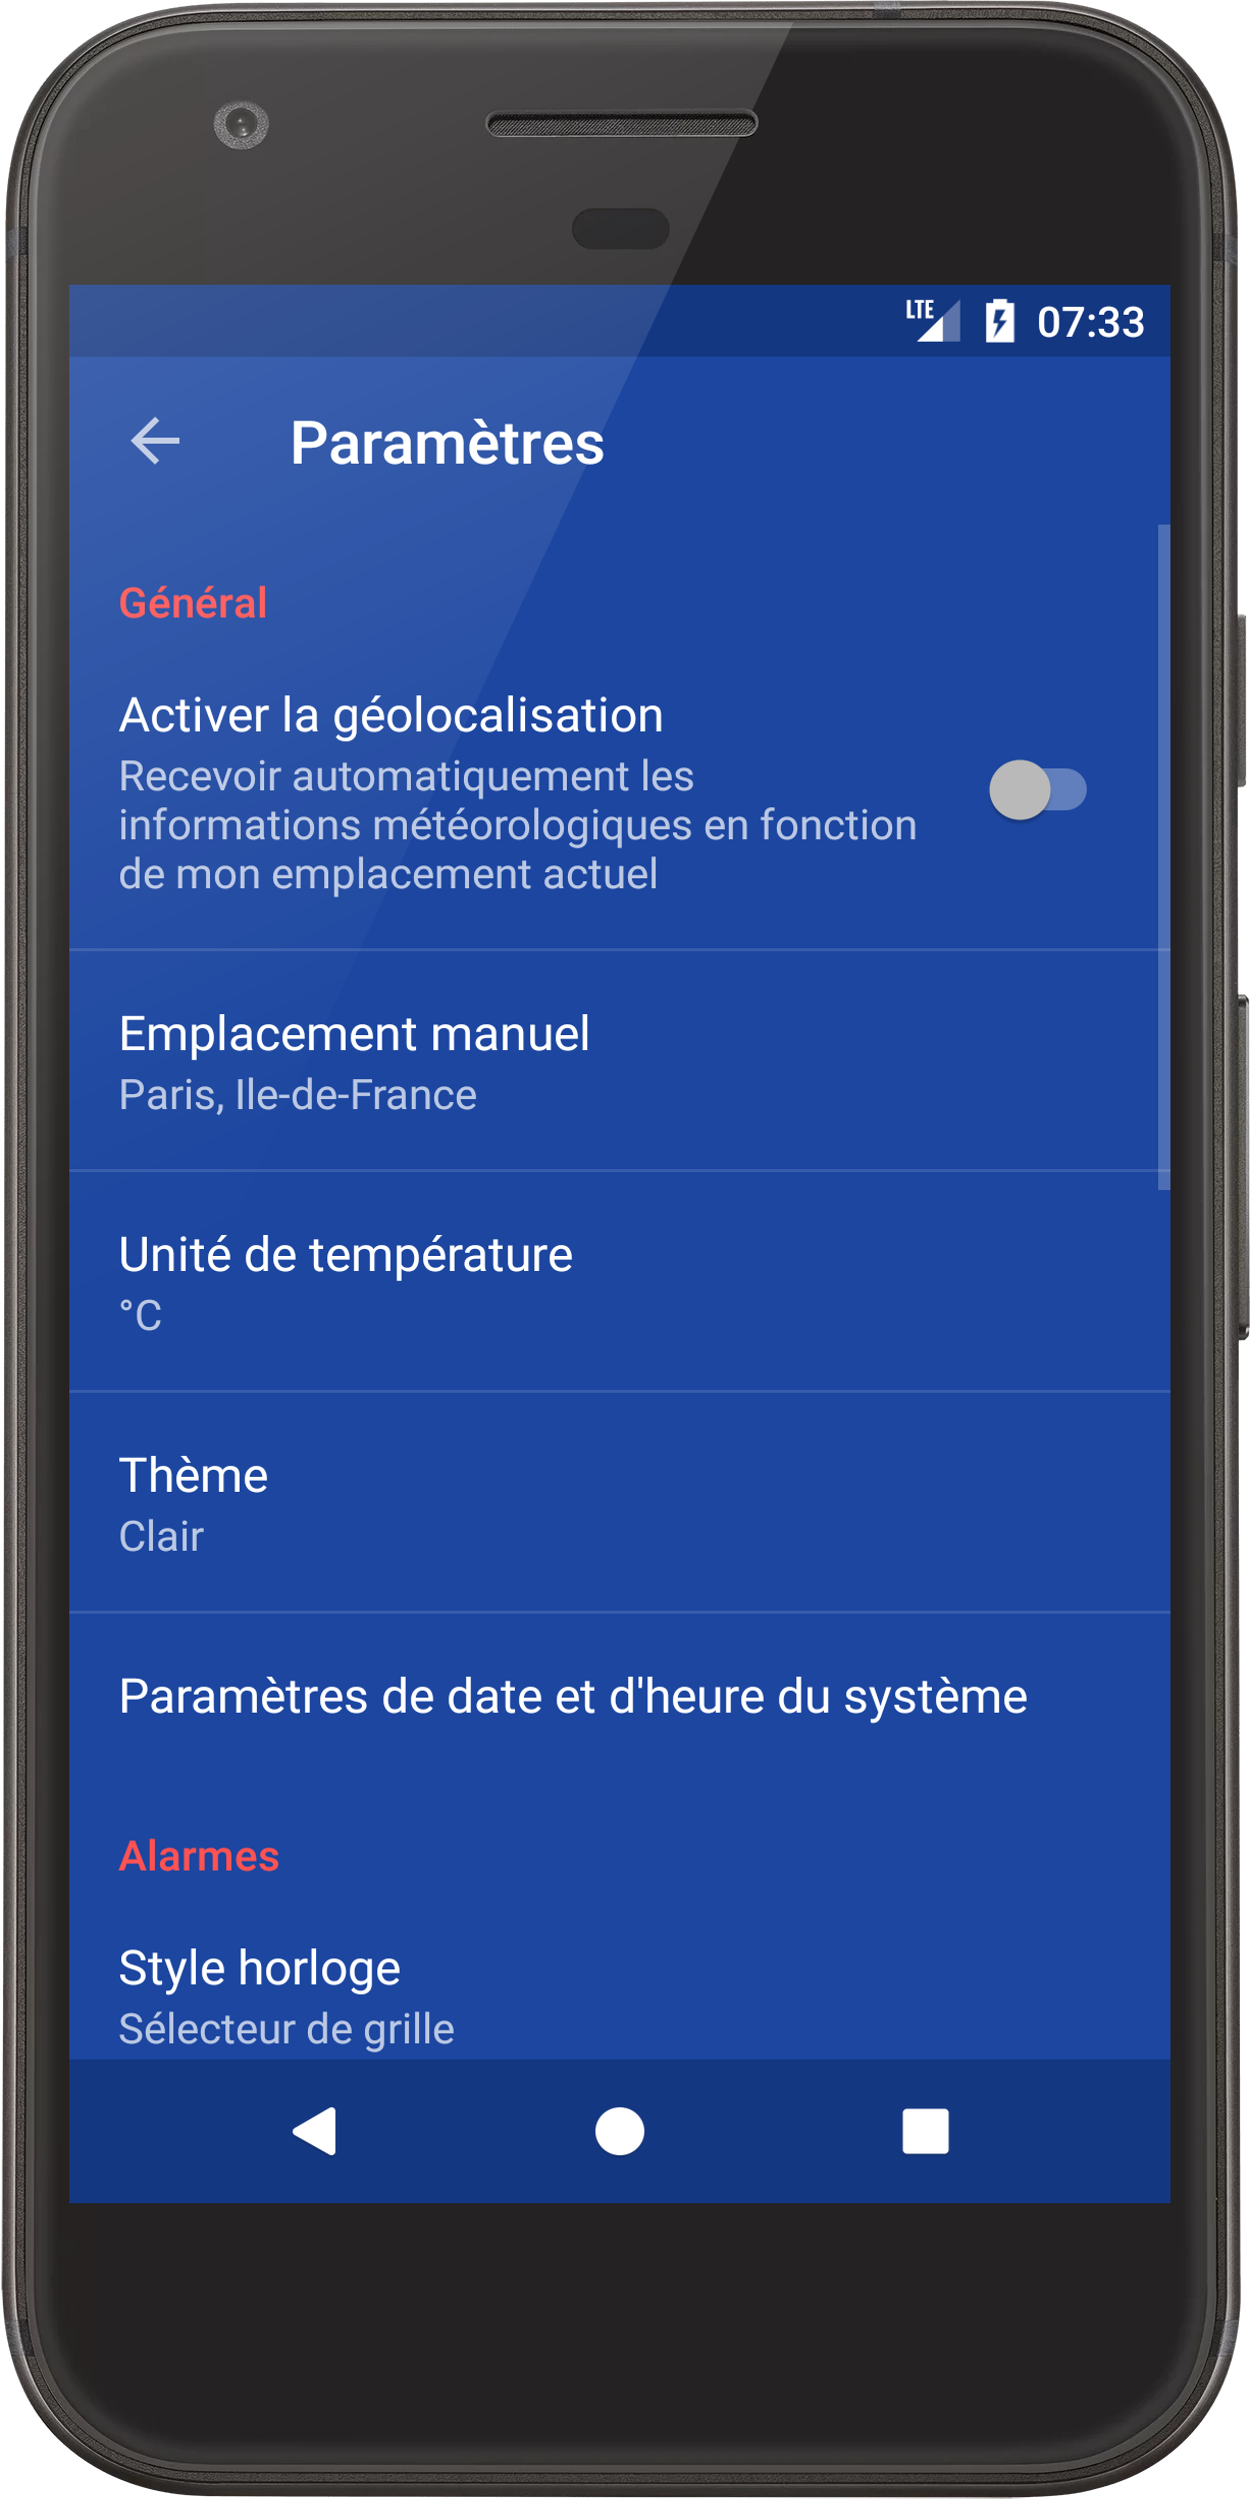 LTE 07:33
Paramètres
Général
Activer la géolocalisation
Recevoir automatiquement les
informations météorologiques en fonction
de mon emplacement actuel
Emplacement manuel
Paris, Ile-de-France
Unité de température
°C
Thème
Clair
Paramètres de date et d'heure du système
Alarmes
Style horloge
Sélecteur de grille